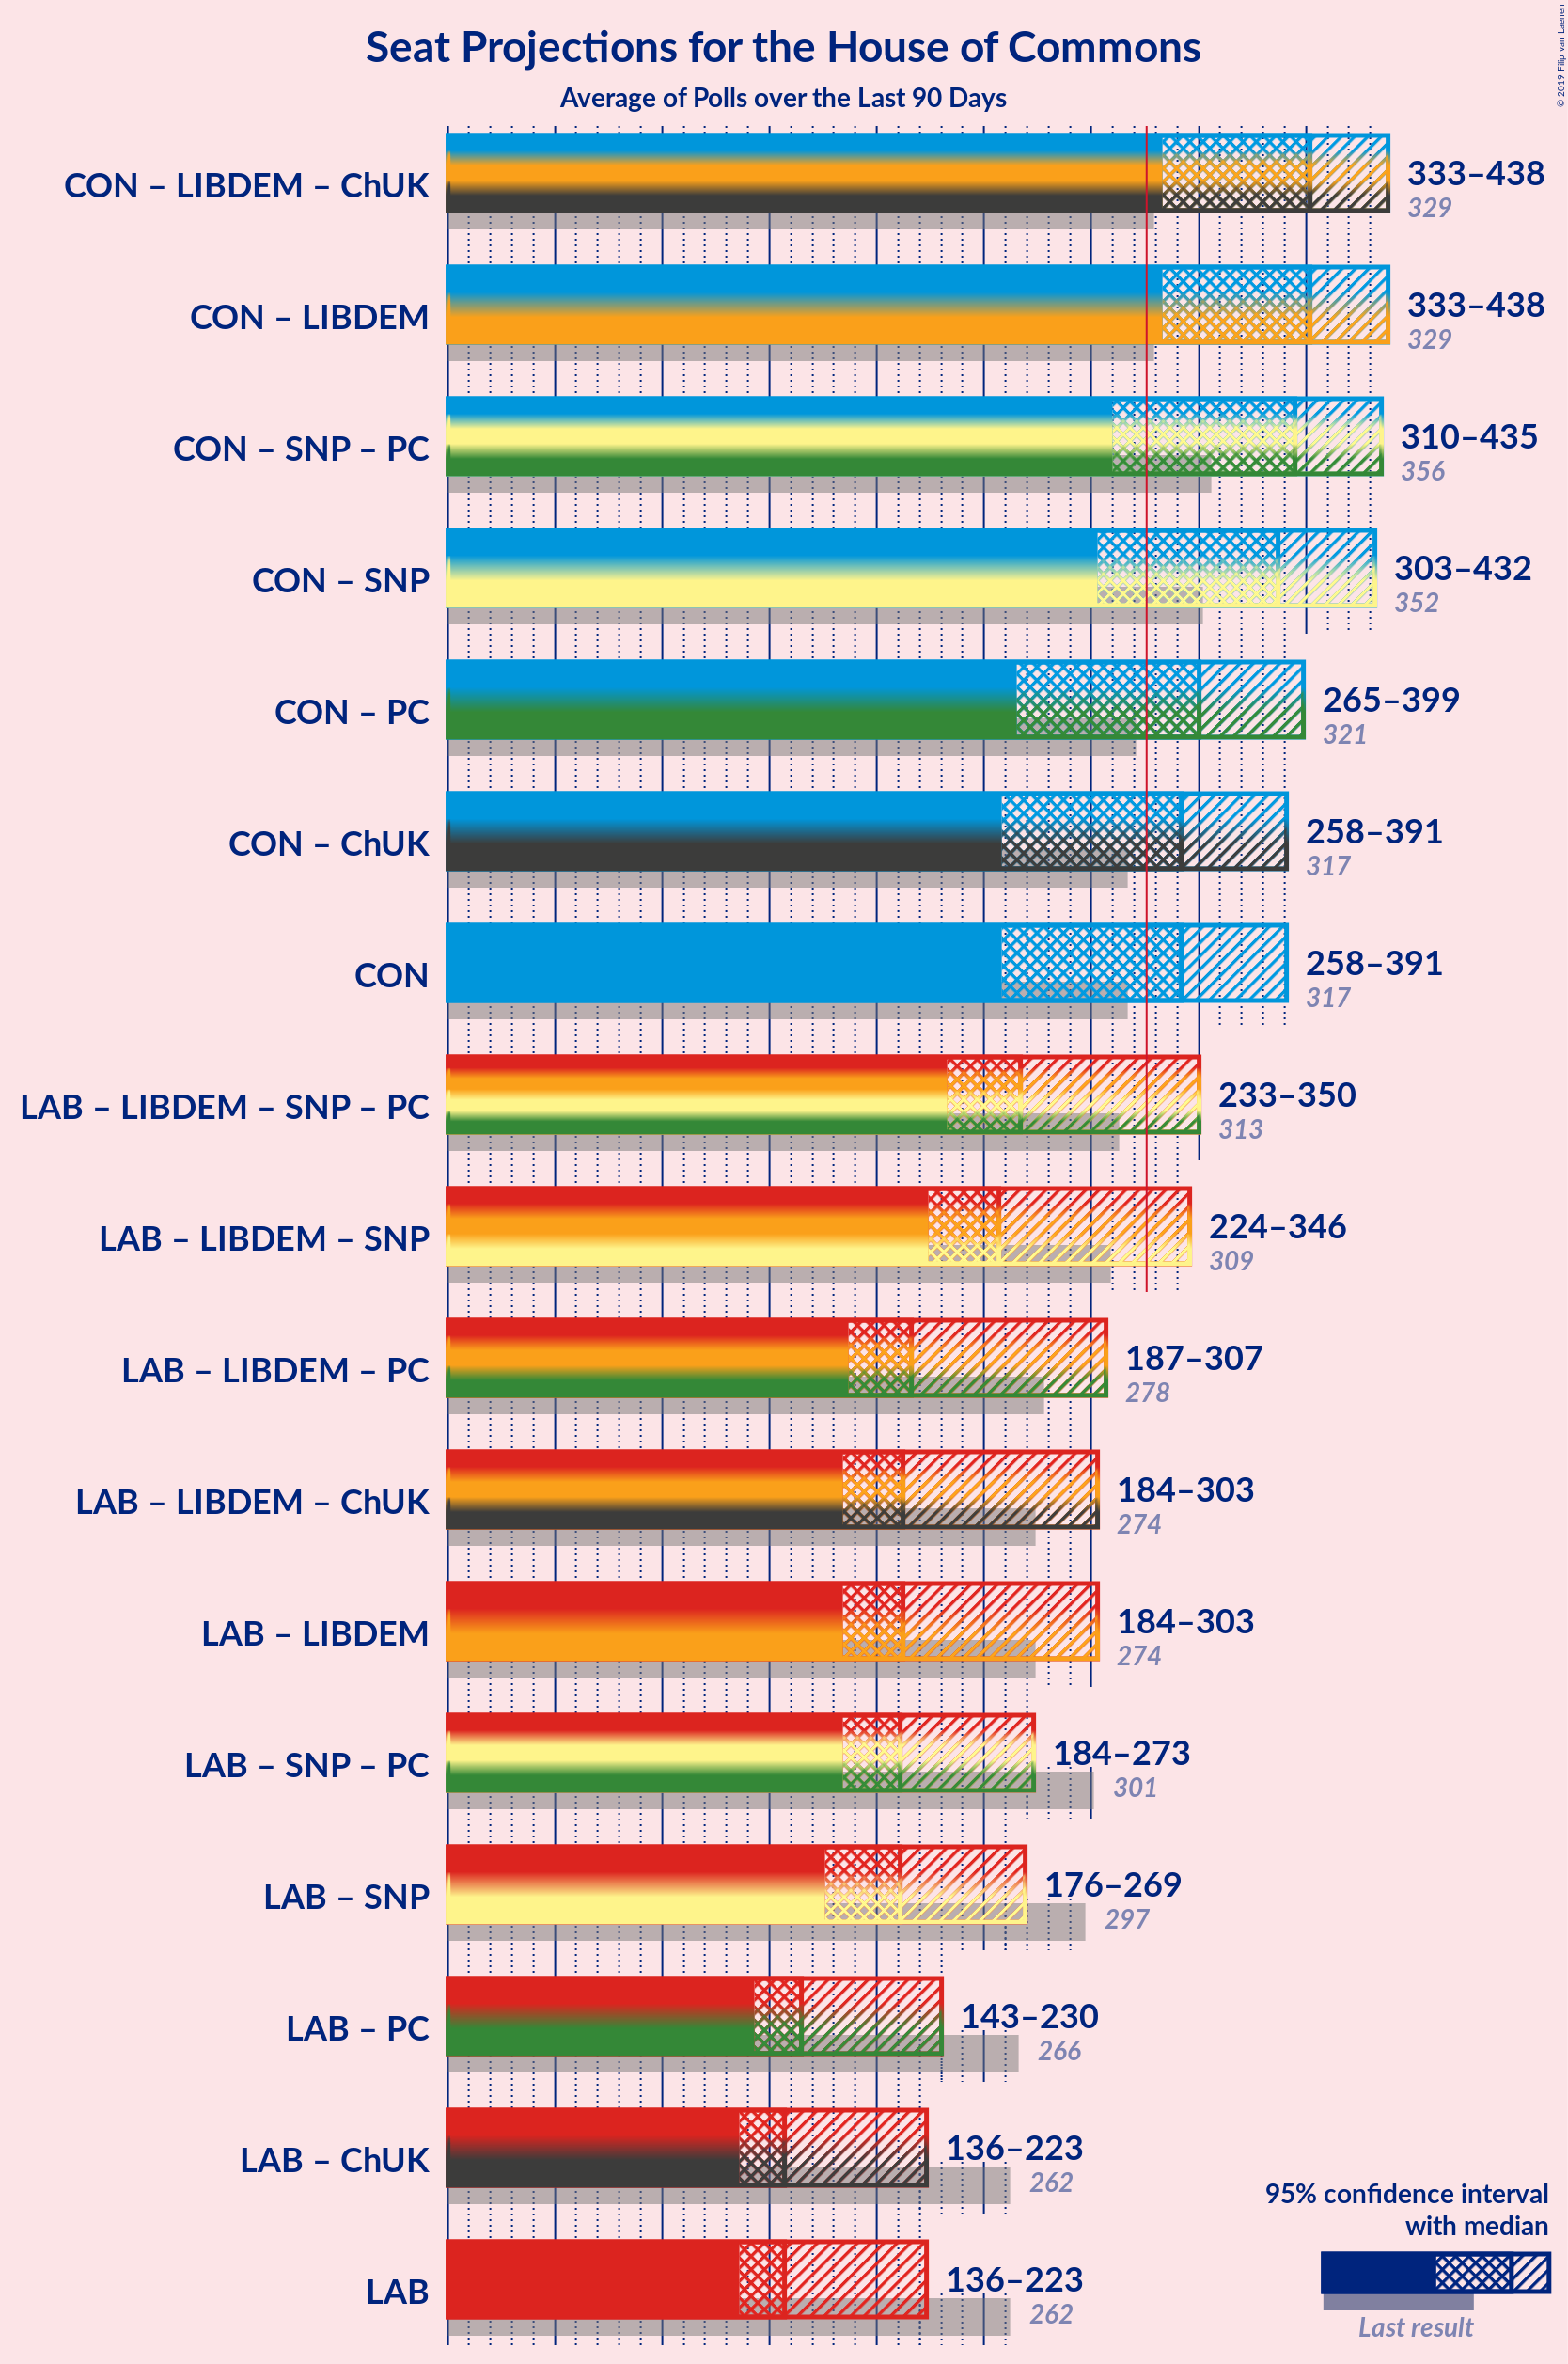 Seat Projections for the House of Commons
Average of Polls over the Last 90 Days
© 2019 Filip van Laenen
CON – LIBDEM – ChUK
333–438
329
CON – LIBDEM
333–438
329
CON – SNP – PC
310–435
356
CON – SNP
303–432
352
CON – PC
265–399
321
CON – ChUK
258–391
317
CON
258–391
317
LAB – LIBDEM – SNP – PC
233–350
313
LAB – LIBDEM – SNP
224–346
309
LAB – LIBDEM – PC
187–307
278
LAB – LIBDEM – ChUK
184–303
274
LAB – LIBDEM
184–303
274
LAB – SNP – PC
184–273
301
LAB – SNP
176–269
297
LAB – PC
143–230
266
LAB – ChUK
136–223
262
LAB
136–223
262
95% confidence interval
with median
Last result